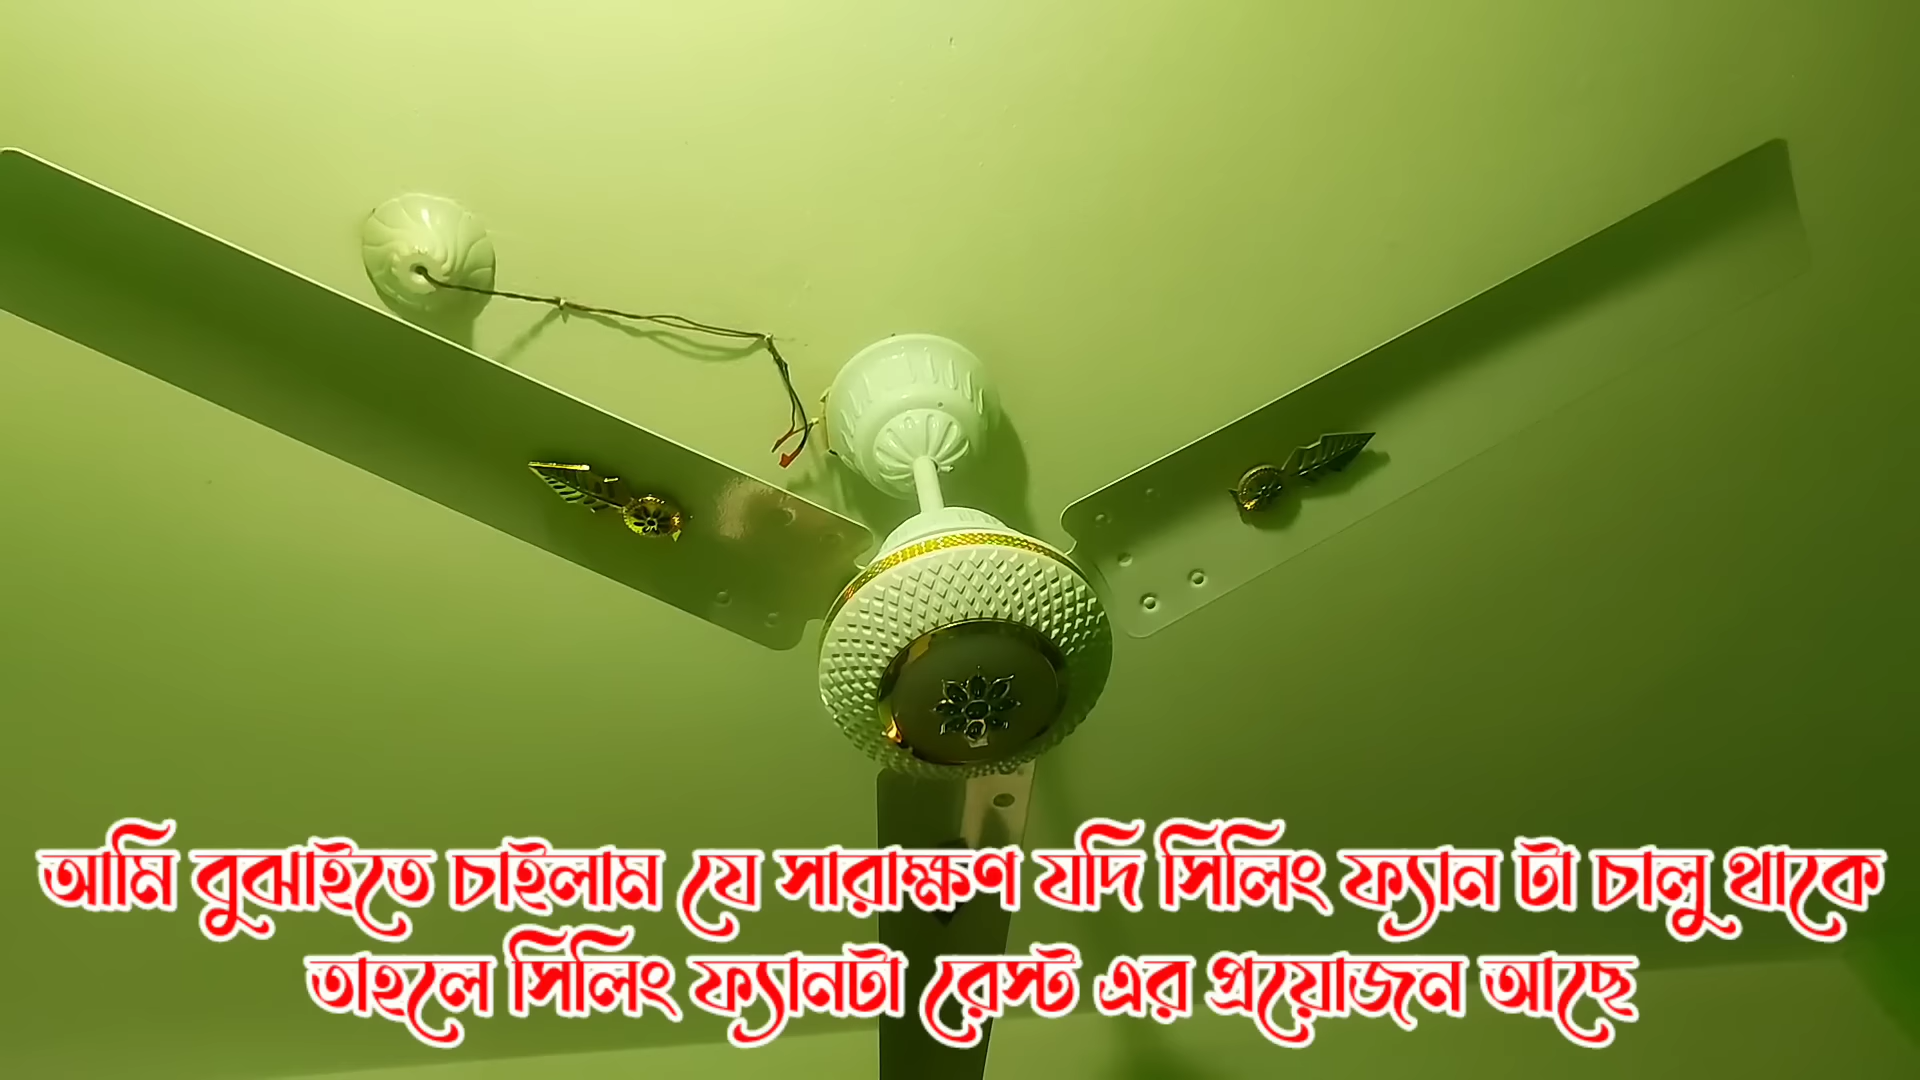 আমি বুঝাইতে চাইলাম যে সারাক্ষণ যদি সিলিং ফ্যান টা চালু থাকে
তাহলে সিলিং ফ্যানটা রেস্ট এর প্রয়োজন আছে